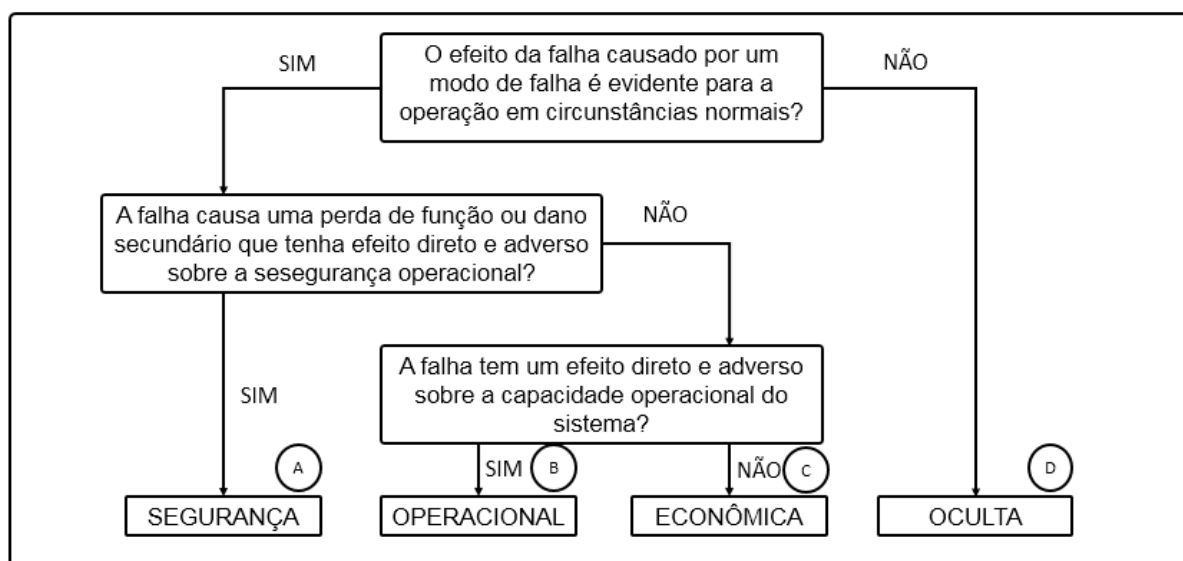 SIM
O efeito da falha causado por um
modo de falha é evidente para a
operação em circunstâncias normais?
NÃO
A falha causa uma perda de função ou dano
secundário que tenha efeito direto e adverso
sobre a sesegurança operacional?
NÃO
A falha tem um efeito direto e adverso
sobre a capacidade operacional do
sistema?
SIM
A
SIM
B
NÃO
C
D
SEGURANÇA
OPERACIONAL
ECONÔMICA
OCULTA